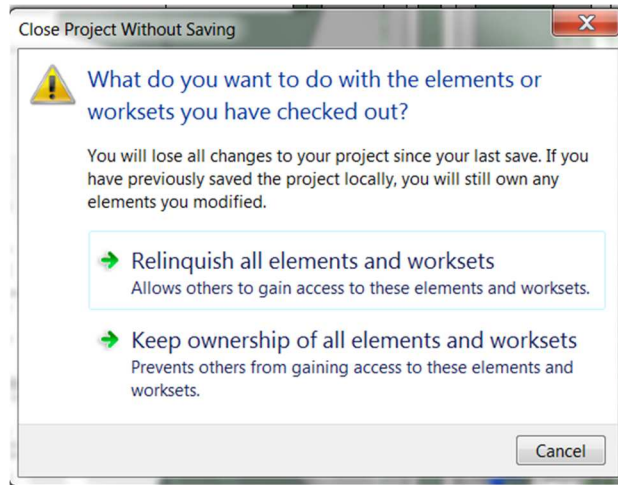 Close Project Without Saving
What do you want to do with the elements or
worksets you have checked out?
You will lose all changes to your project since your last save. If you
have previously saved the project locally, you will still own any
elements you modified.
Relinquish all elements and worksets
Allows others to gain access to these elements and worksets.
Keep ownership of all elements and worksets
Prevents others from gaining access to these elements and
worksets.
Cancel